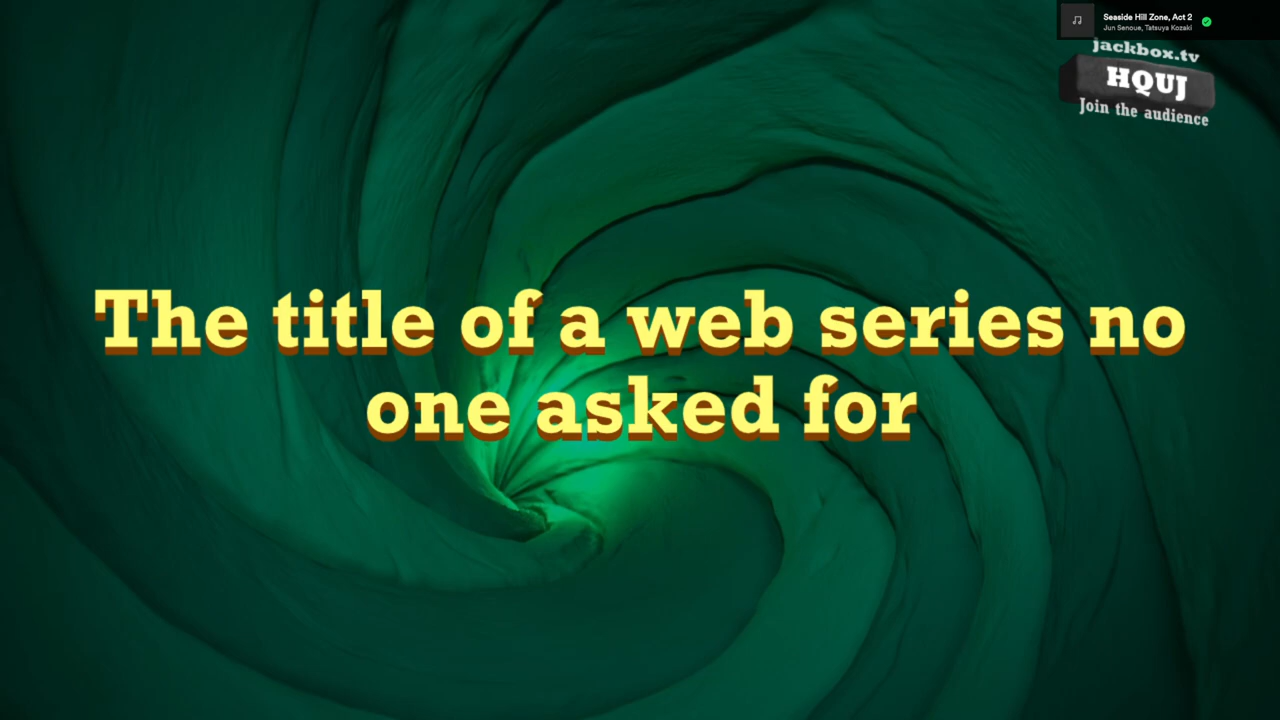 Seaside Hill Zone, Act 2
Jun Senoue, Tatsuya Kozaki
jackbox.tv
HQUJ
Join the audience
The title of a web series no
one asked for